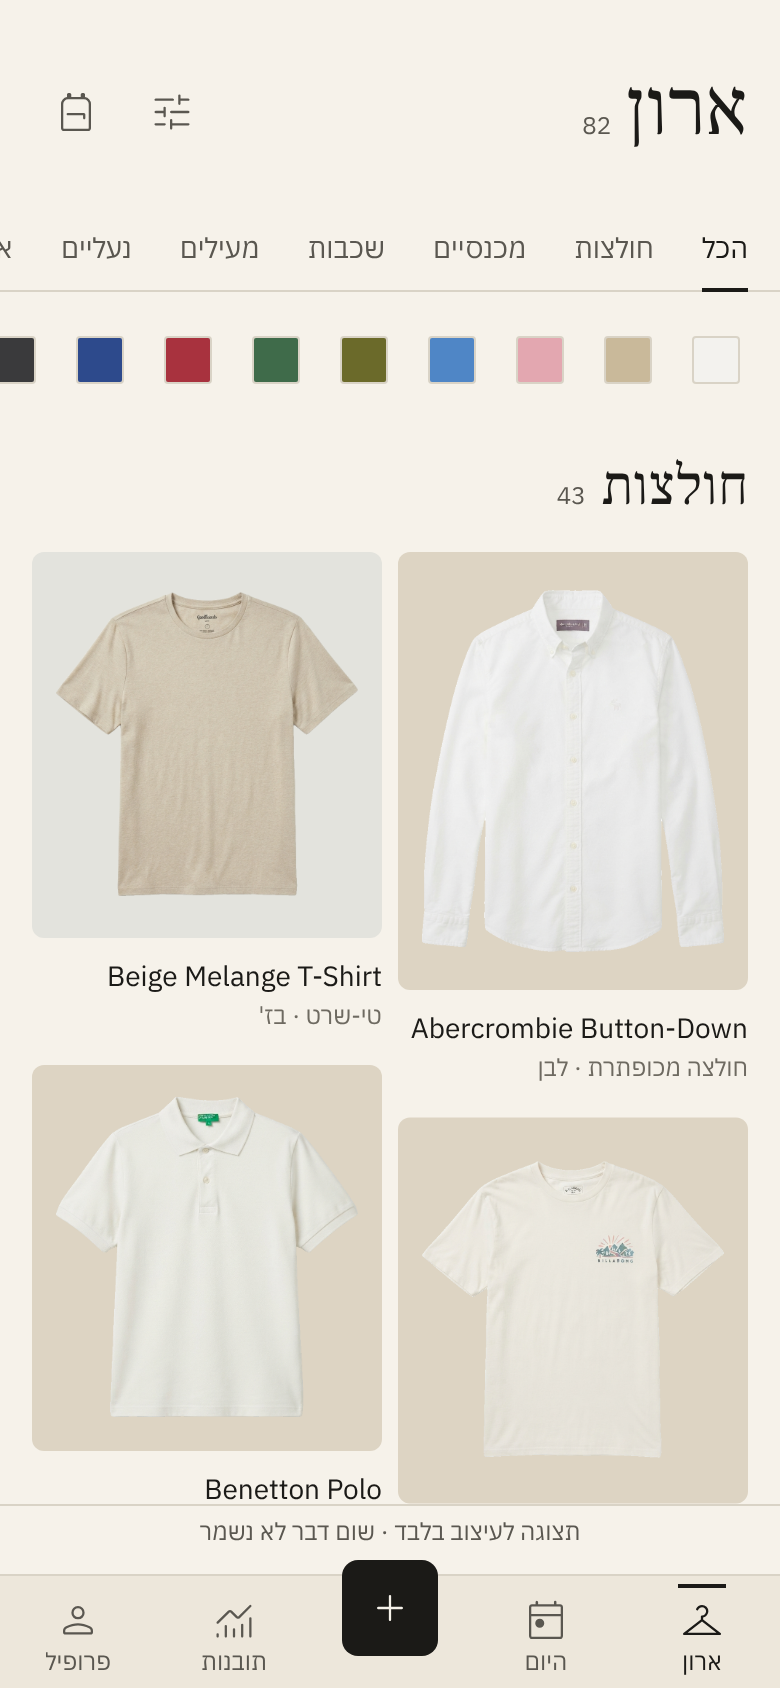 ארון 82
הכל חולצות מכנסיים שכבות מעילים נעליים
חולצות 43
Abercrombie Button-Down
חולצה מכופתרת · לבן
Beige Melange T-Shirt
טי-שרט · בז'
BILLABONG
Benetton Polo
תצוגה לעיצוב בלבד · שום דבר לא נשמר
ארון
היום
תובנות
פרופיל